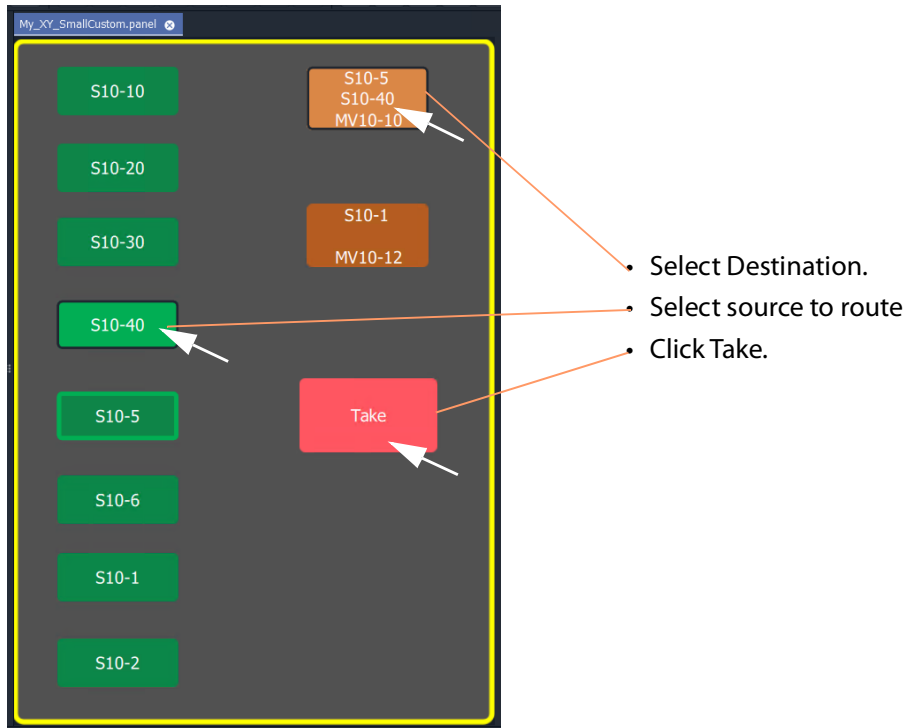 My_XY_SmallCustom.panel
S10-10
S10-20
S10-30
S10-40
S10-5
S10-6
S10-1
S10-2
S10-5
S10-40
MV10-10
S10-1
MV10-12
Take
• Select Destination.
• Select source to route
• Click Take.